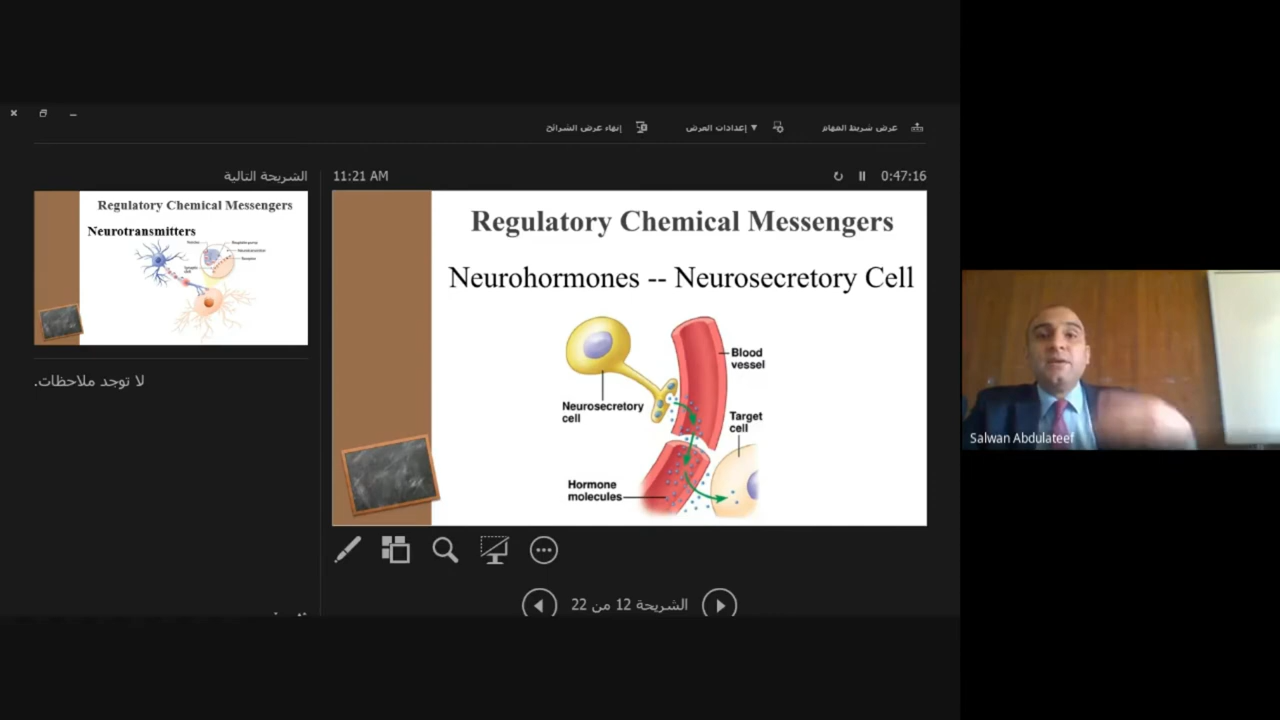 عرض شريط المهام
إعدادات العرض ▼
إنهاء عرض الشرائح
الشريحة التالية
11:21 AM
0:47:16
Regulatory Chemical Messengers
Neurotransmitters
Regulatory Chemical Messengers
Neurohormones -- Neurosecretory Cell
Blood
vessel
Neurosecretory
cell
Target
cell
Hormone
molecules
لا توجد ملاحظات.
الشريحة 12 من 22
Salwan Abdulateef